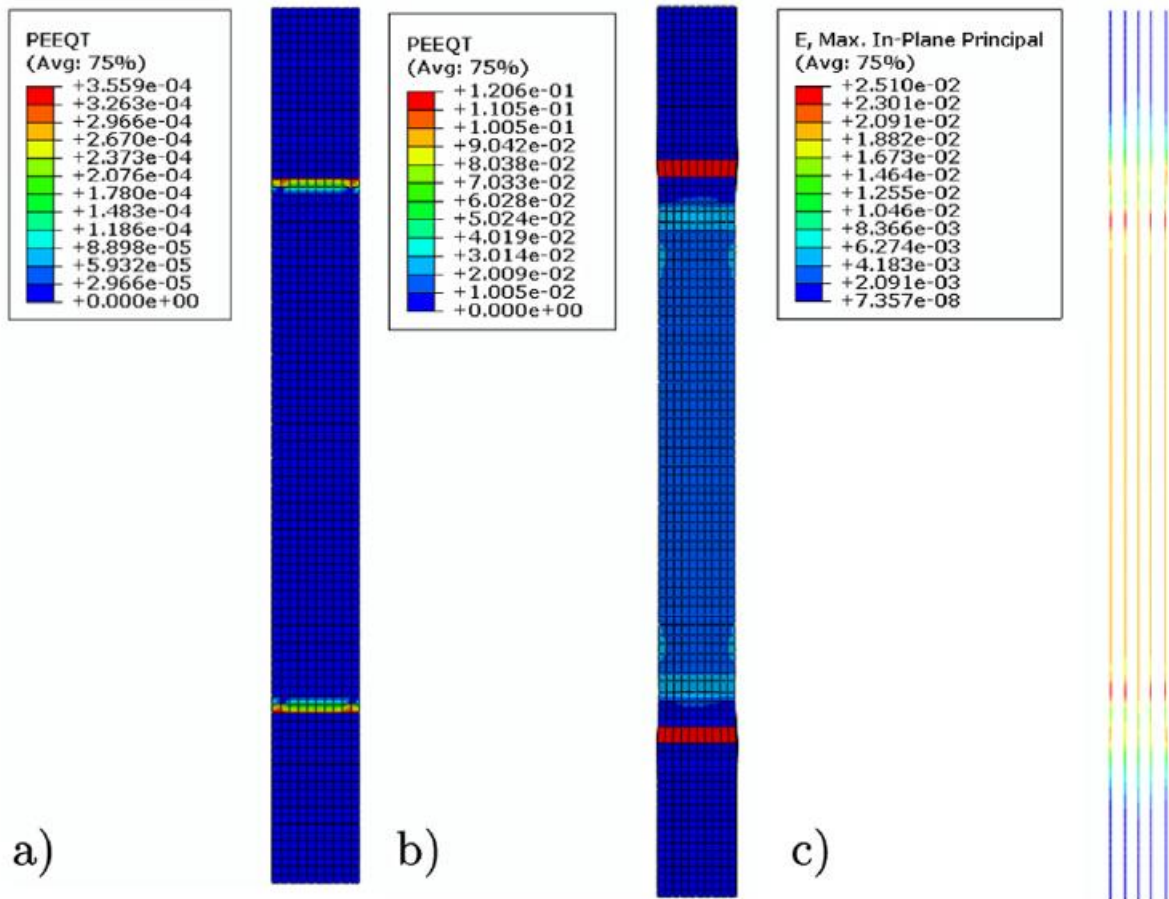 PEEQT
(Avg: 75%)
+3.559e-04
+3.263e-04
+2.966e-04
+2.670e-04
+2.373e-04
+2.076e-04
+1.780e-04
+1.483e-04
+1.186e-04
+8.898e-05
+5.932e-05
+2.966e-05
+0.000e+00
PEEQT
(Avg: 75%)
+1.206e-01
+1.105e-01
+1.005e-01
+9.042e-02
+8.038e-02
+7.033e-02
+6.028e-02
+5.024e-02
+4.019e-02
+3.014e-02
+2.009e-02
+1.005e-02
+0.000e+00
E, Max. In-Plane Principal
(Avg: 75%)
+2.510e-02
+2.301e-02
+2.091e-02
+1.882e-02
+1.673e-02
+1.464e-02
+1.255e-02
+1.046e-02
+8.366e-03
+6.274e-03
+4.183e-03
+2.091e-03
+7.357e-08
a)
b)
c)